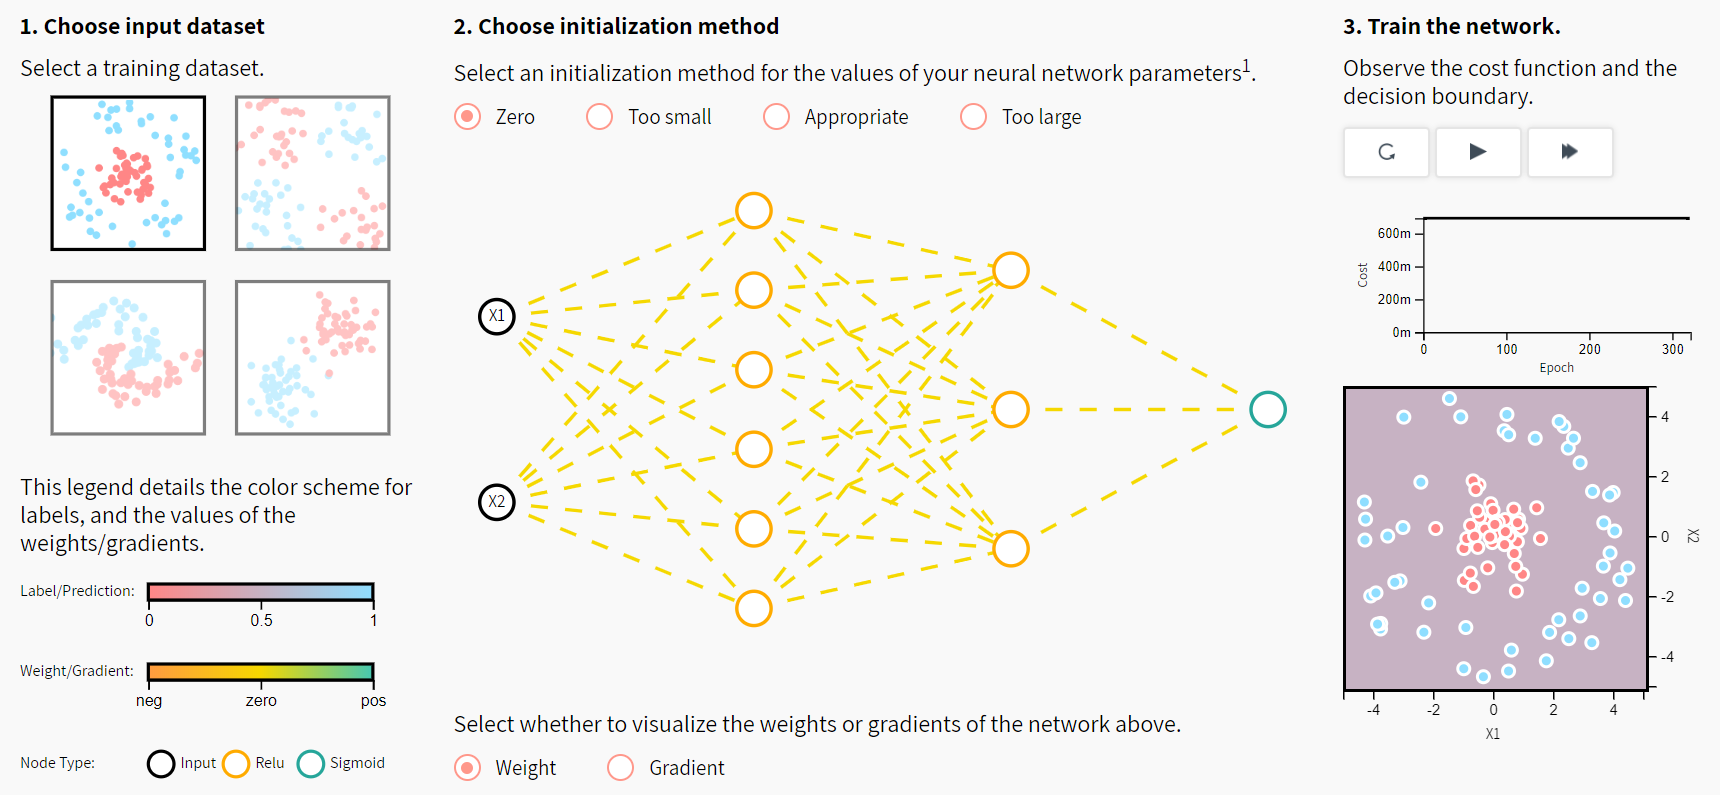 1. Choose input dataset
Select a training dataset.
This legend details the color scheme for
labels, and the values of the
weights/gradients.
Label/Prediction:
0 0.5 1
Weight/Gradient:
neg zero pos
Node Type: Input Relu Sigmoid
2. Choose initialization method
Select an initialization method for the values of your neural network parameters¹.
Zero Too small Appropriate Too large
X1
X2
Select whether to visualize the weights or gradients of the network above.
Weight Gradient
3. Train the network.
Observe the cost function and the
decision boundary.
600m
400m
200m
0m
Cost
0 100 200 300
Epoch
4
2
0
-2
-4
X2
-4 -2 0 2 4
X1